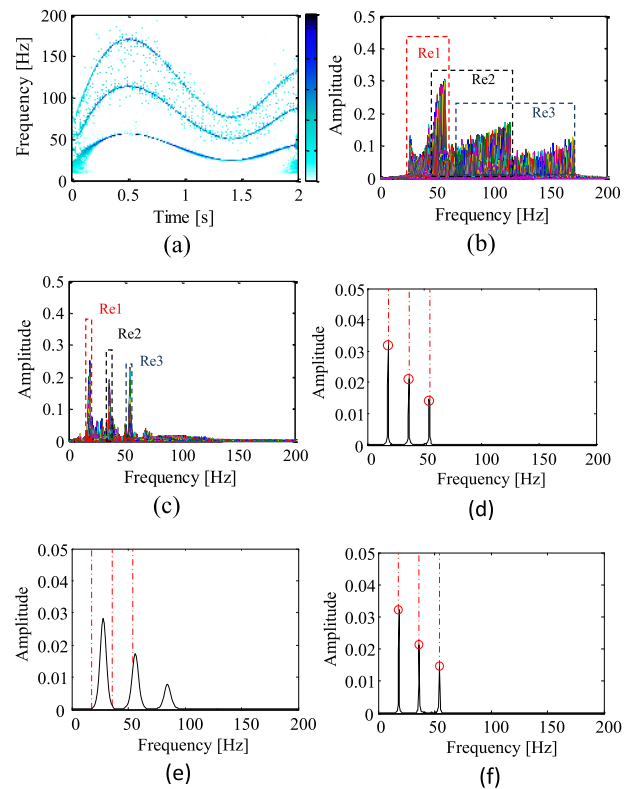 200
150
100
50
0
Frequency [Hz]
0 0.5 1 1.5 2
Time [s]
(a)
0.5
0.4
0.3
0.2
0.1
0
Amplitude
Re1
Re2
Re3
0 50 100 150 200
Frequency [Hz]
(b)
0.5
0.4
0.3
0.2
0.1
0
Amplitude
Re1
Re2
Re3
0 50 100 150 200
Frequency [Hz]
(c)
0.05
0.04
0.03
0.02
0.01
0
Amplitude
0 50 100 150 200
Frequency [Hz]
(d)
0.05
0.04
0.03
0.02
0.01
0
Amplitude
0 50 100 150 200
Frequency [Hz]
(e)
0.05
0.04
0.03
0.02
0.01
0
Amplitude
0 50 100 150 200
Frequency [Hz]
(f)